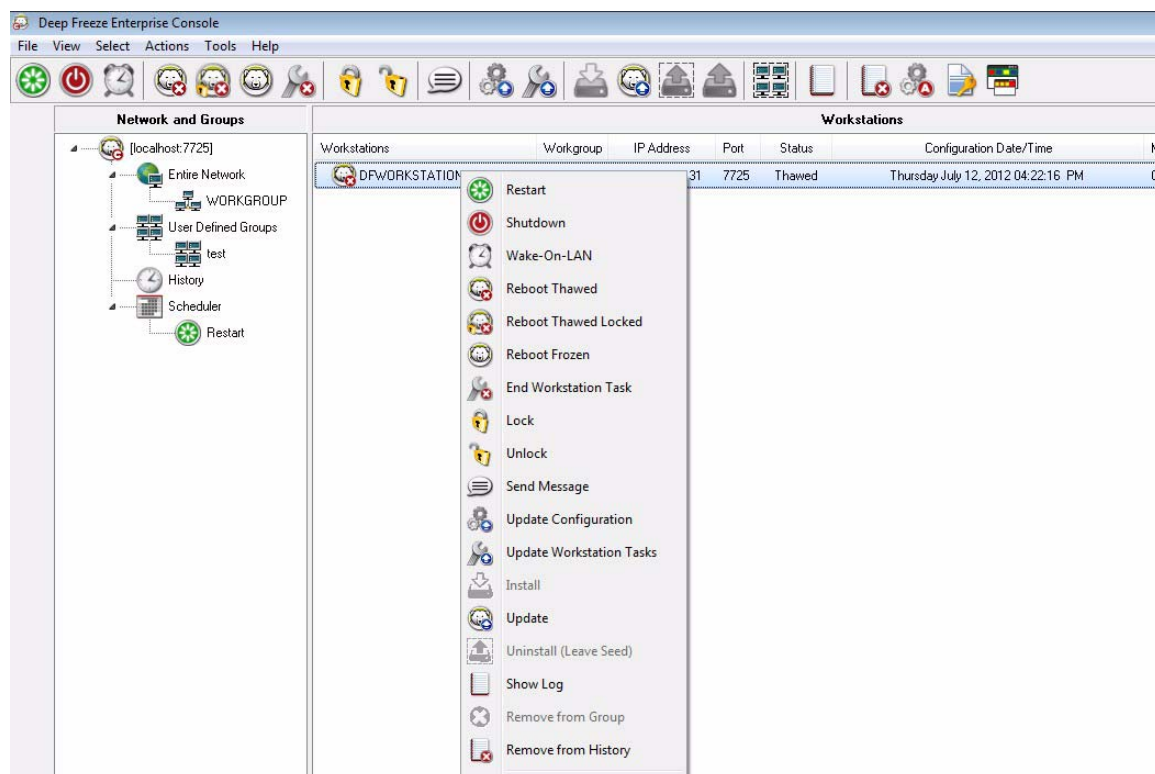 Deep Freeze Enterprise Console
File View Select Actions Tools Help
Network and Groups
Workstations
[localhost:7725]
Entire Network
WORKGROUP
User Defined Groups
test
History
Scheduler
Restart
Workstations Workgroup IP Address Port Status Configuration Date/Time
DFWORKSTATION 31 7725 Thawed Thursday July 12, 2012 04:22:16 PM
Restart
Shutdown
Wake-On-LAN
Reboot Thawed
Reboot Thawed Locked
Reboot Frozen
End Workstation Task
Lock
Unlock
Send Message
Update Configuration
Update Workstation Tasks
Install
Update
Uninstall (Leave Seed)
Show Log
Remove from Group
Remove from History